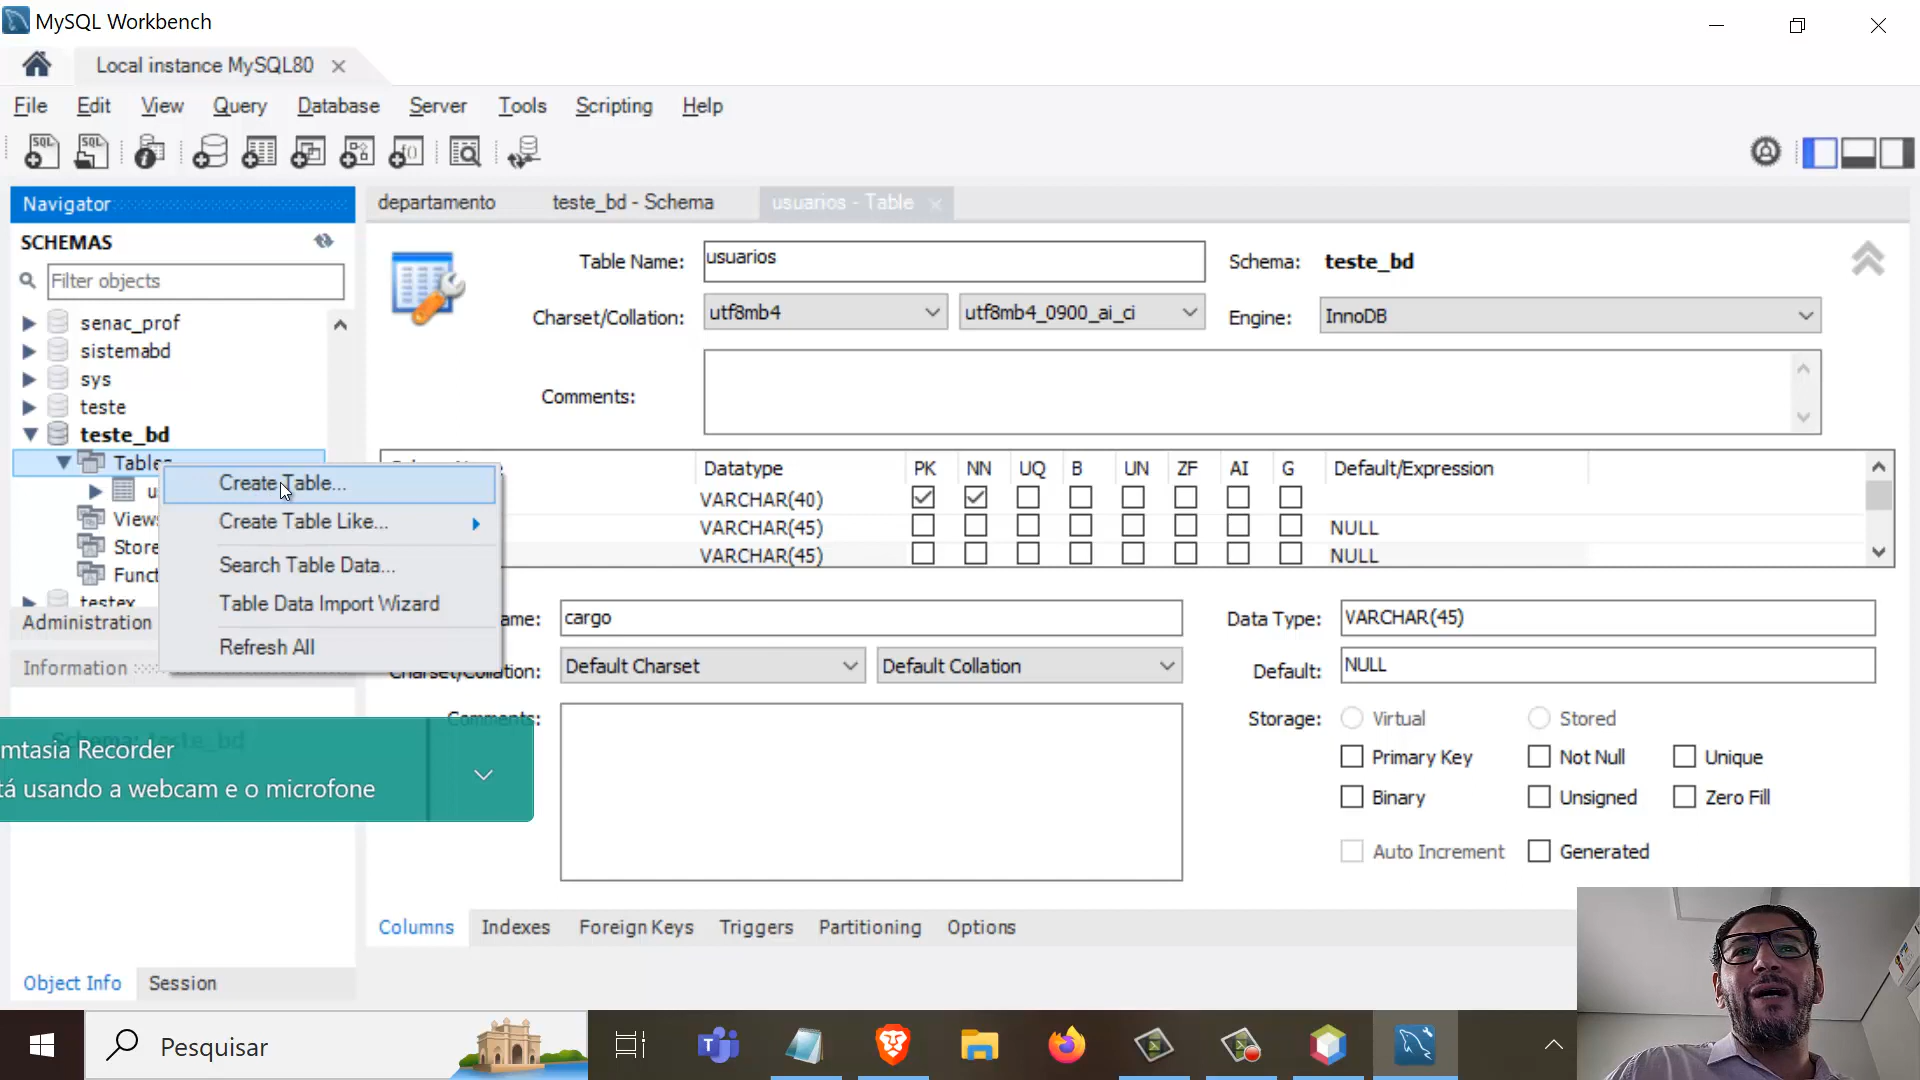 MySQL Workbench
Local instance MySQL80
File Edit View Query Database Server Tools Scripting Help
Navigator
SCHEMAS
Filter objects
senac_prof
sistemabd
sys
teste
teste_bd
Tables
Views
Store
Funct
testex
Administration
Information
Schema: teste_bd
mtasia Recorder
tá usando a webcam e o microfone
Object Info Session
Create Table...
Create Table Like...
Search Table Data...
Table Data Import Wizard
Refresh All
departamento teste_bd - Schema usuarios - Table
Table Name: usuarios Schema: teste_bd
Charset/Collation: utf8mb4 utf8mb4_0900_ai_ci Engine: InnoDB
Comments:
Datatype PK NN UQ B UN ZF AI G Default/Expression
VARCHAR(40)
VARCHAR(45) NULL
VARCHAR(45) NULL
ame: cargo Data Type: VARCHAR(45)
Charset/Collation: Default Charset Default Collation Default: NULL
Comments: Storage: Virtual Stored
Primary Key Not Null Unique
Binary Unsigned Zero Fill
Auto Increment Generated
Columns Indexes Foreign Keys Triggers Partitioning Options
Pesquisar